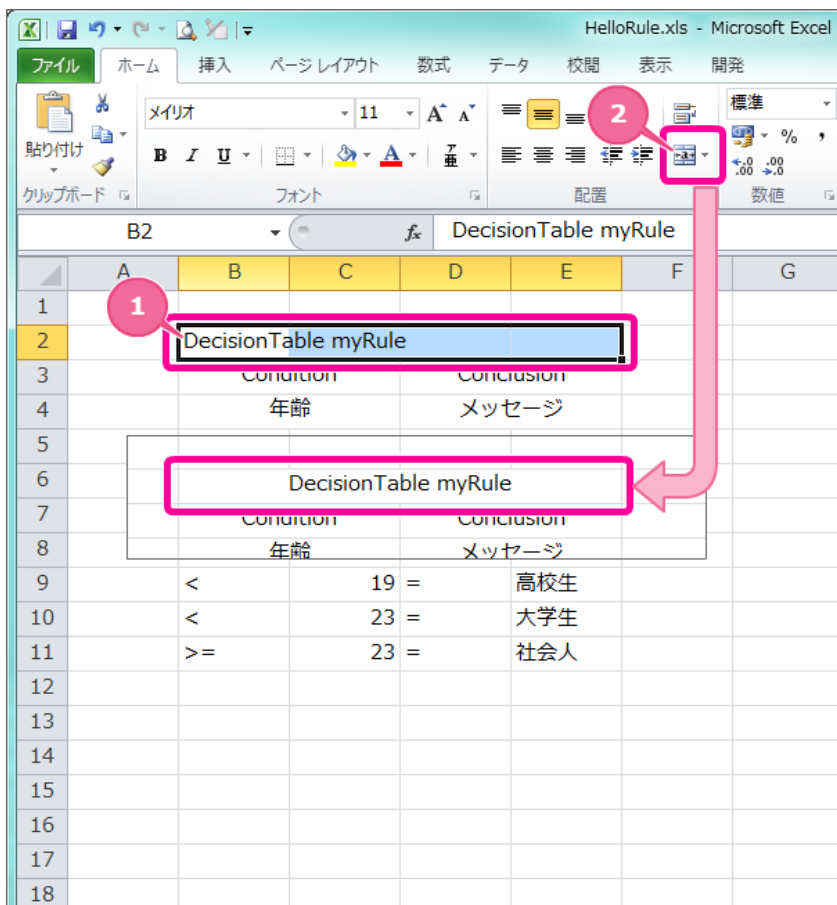 HelloRule.xls - Microsoft Excel
ファイル ホーム 挿入 ページ レイアウト 数式 データ 校閲 表示 開発
メイリオ 11 A A 標準
2
貼り付け B I U A ア亜 a % ,
.00 .0
クリップボード フォント 配置 数値
B2 fx DecisionTable myRule
A B C D E F G
1
1
2 DecisionTable myRule
3 Condition Conclusion
4 年齢 メッセージ
5
6 DecisionTable myRule
7 Condition Conclusion
8 年齢 メッセージ
9 < 19 = 高校生
10 < 23 = 大学生
11 >= 23 = 社会人
12
13
14
15
16
17
18